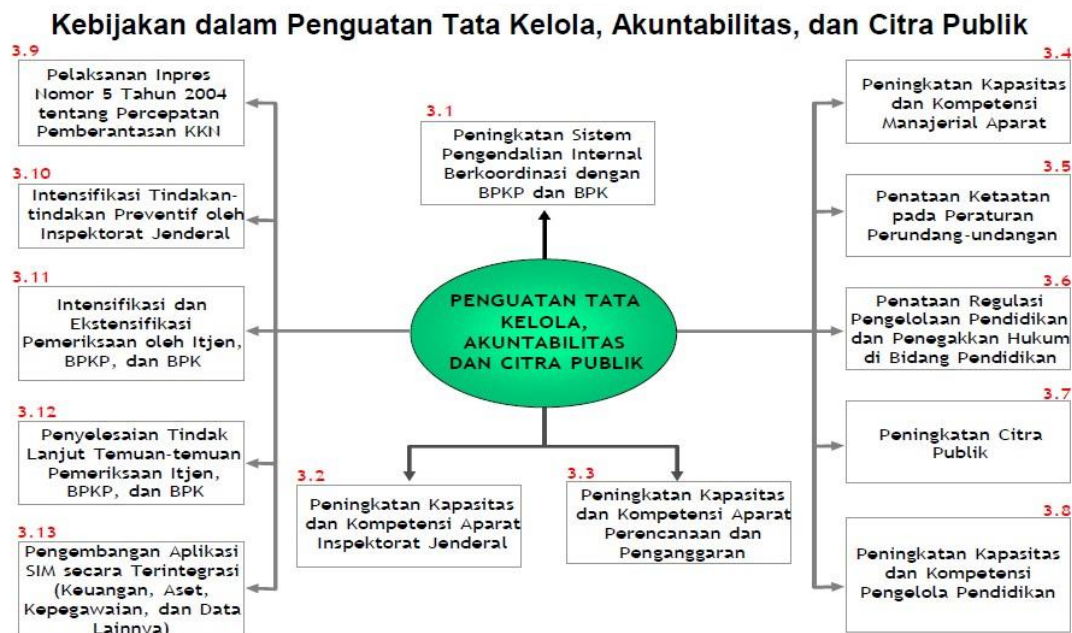 Kebijakan dalam Penguatan Tata Kelola, Akuntabilitas, dan Citra Publik
3.9
Pelaksanan Inpres
Nomor 5 Tahun 2004
tentang Percepatan
Pemberantasan KKN
3.10
Intensifikasi Tindakan-
tindakan Preventif oleh
Inspektorat Jenderal
3.11
Intensifikasi dan
Ekstensifikasi
Pemeriksaan oleh Itjen,
BPKP, dan BPK
3.12
Penyelesaian Tindak
Lanjut Temuan-temuan
Pemeriksaan Itjen,
BPKP, dan BPK
3.13
Pengembangan Aplikasi
SIM secara Terintegrasi
(Keuangan, Aset,
Kepegawaian, dan Data
Lainnya)
3.1
Peningkatan Sistem
Pengendalian Internal
Berkoordinasi dengan
BPKP dan BPK
PENGUATAN TATA
KELOLA,
AKUNTABILITAS
DAN CITRA PUBLIK
3.2
Peningkatan Kapasitas
dan Kompetensi Aparat
Inspektorat Jenderal
3.3
Peningkatan Kapasitas
dan Kompetensi Aparat
Perencanaan dan
Penganggaran
3.4
Peningkatan Kapasitas
dan Kompetensi
Manajerial Aparat
3.5
Penataan Ketaatan
pada Peraturan
Perundang-undangan
3.6
Penataan Regulasi
Pengelolaan Pendidikan
dan Penegakkan Hukum
di Bidang Pendidikan
3.7
Peningkatan Citra
Publik
3.8
Peningkatan Kapasitas
dan Kompetensi
Pengelola Pendidikan